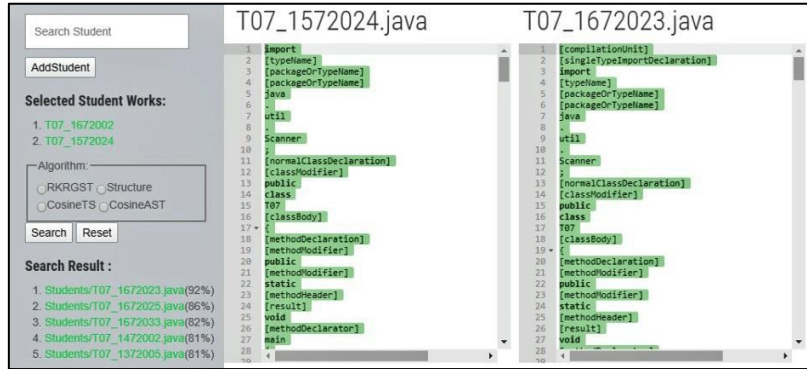 Search Student
AddStudent
Selected Student Works:
1. T07_1672002
2. T07_1572024
Algorithm:
RKRGST Structure
CosineTS CosineAST
Search Reset
Search Result :
1. Students/T07_1672023.java(92%)
2. Students/T07_1672025.java(86%)
3. Students/T07_1672033.java(82%)
4. Students/T07_1472002.java(81%)
5. Students/T07_1372005.java(81%)
T07_1572024.java
1 import
2 [typeName]
3 [packageOrTypeName]
4 [packageOrTypeName]
5 java
6 .
7 util
8 .
9 Scanner
10 ;
11 [normalClassDeclaration]
12 [classModifier]
13 public
14 class
15 T07
16 [classBody]
17 {
18 [methodDeclaration]
19 [methodModifier]
20 public
21 [methodModifier]
22 static
23 [methodHeader]
24 [result]
25 void
26 [methodDeclarator]
27 main
28
T07_1672023.java
1 [compilationUnit]
2 [singleTypeImportDeclaration]
3 import
4 [typeName]
5 [packageOrTypeName]
6 [packageOrTypeName]
7 java
8 .
9 util
10 .
11 Scanner
12 ;
13 [normalClassDeclaration]
14 [classModifier]
15 public
16 class
17 T07
18 [classBody]
19 {
20 [methodDeclaration]
21 [methodModifier]
22 public
23 [methodModifier]
24 static
25 [methodHeader]
26 [result]
27 void
28